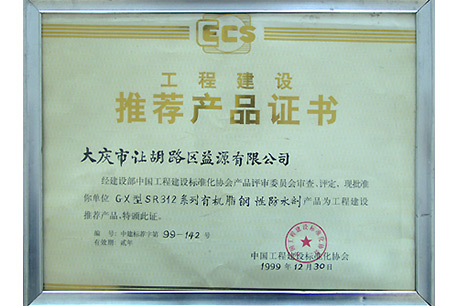 ECS
工程建设
推荐产品证书
大庆市让胡路区益源有限公司
经建设部中国工程建设标准化协会产品评审委员会审查、评定、现批准
你单位 GX型SR312系列有机脂钢性防水剂 产品为工程建设
推荐产品,特颁此证。
编号:中建标荐字第 99-142 号
有效期:贰年
中国工程建设标准化协会
1999年12月30日